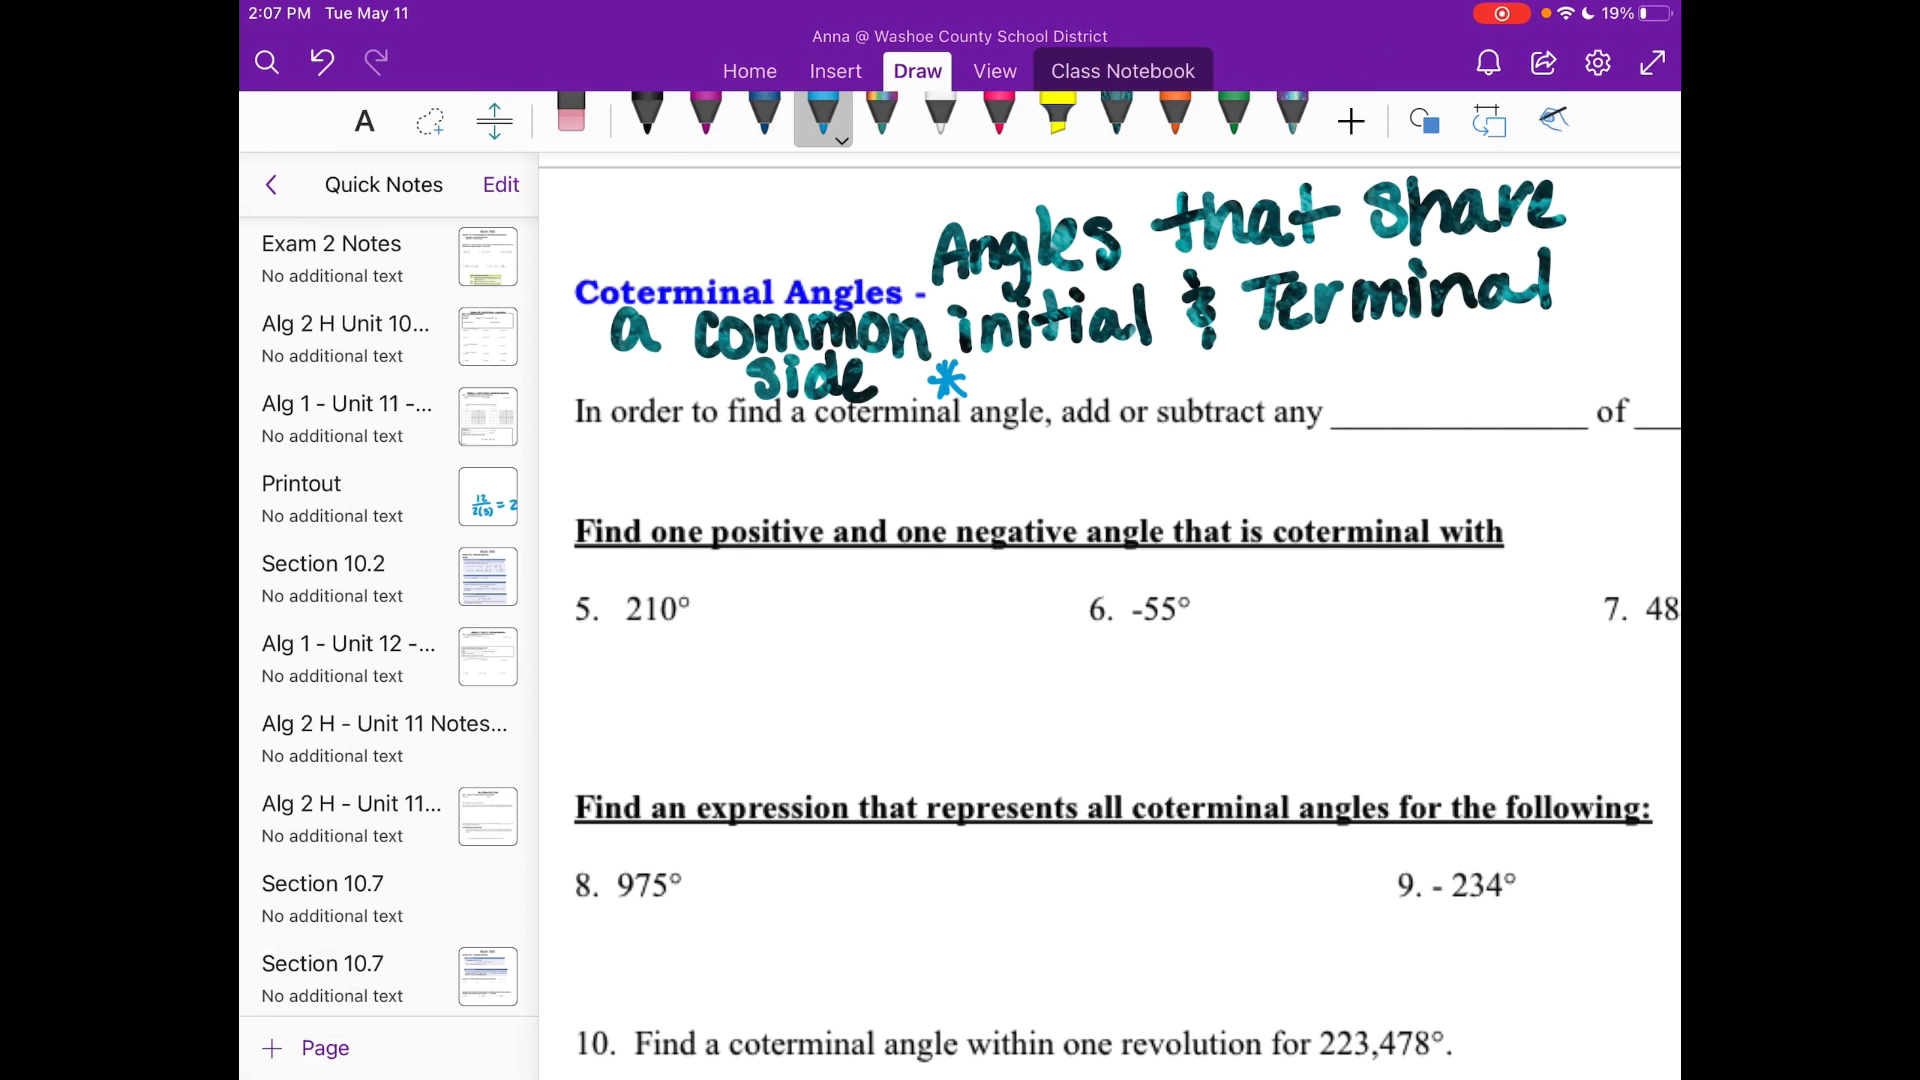 2:07 PM Tue May 11
19%
Anna @ Washoe County School District
Home Insert Draw View Class Notebook
A
Quick Notes Edit
Exam 2 Notes
No additional text
Alg 2 H Unit 10...
No additional text
Alg 1 - Unit 11 -...
No additional text
Printout
No additional text
12
2(5) = 2
Section 10.2
No additional text
Alg 1 - Unit 12 -...
No additional text
Alg 2 H - Unit 11 Notes...
No additional text
Alg 2 H - Unit 11...
No additional text
Section 10.7
No additional text
Section 10.7
No additional text
+ Page
Angles that share
Coterminal Angles -
a common initial & Terminal
side *
In order to find a coterminal angle, add or subtract any ________________ of ___
Find one positive and one negative angle that is coterminal with
5. 210° 6. -55° 7. 48
Find an expression that represents all coterminal angles for the following:
8. 975° 9. - 234°
10. Find a coterminal angle within one revolution for 223,478°.